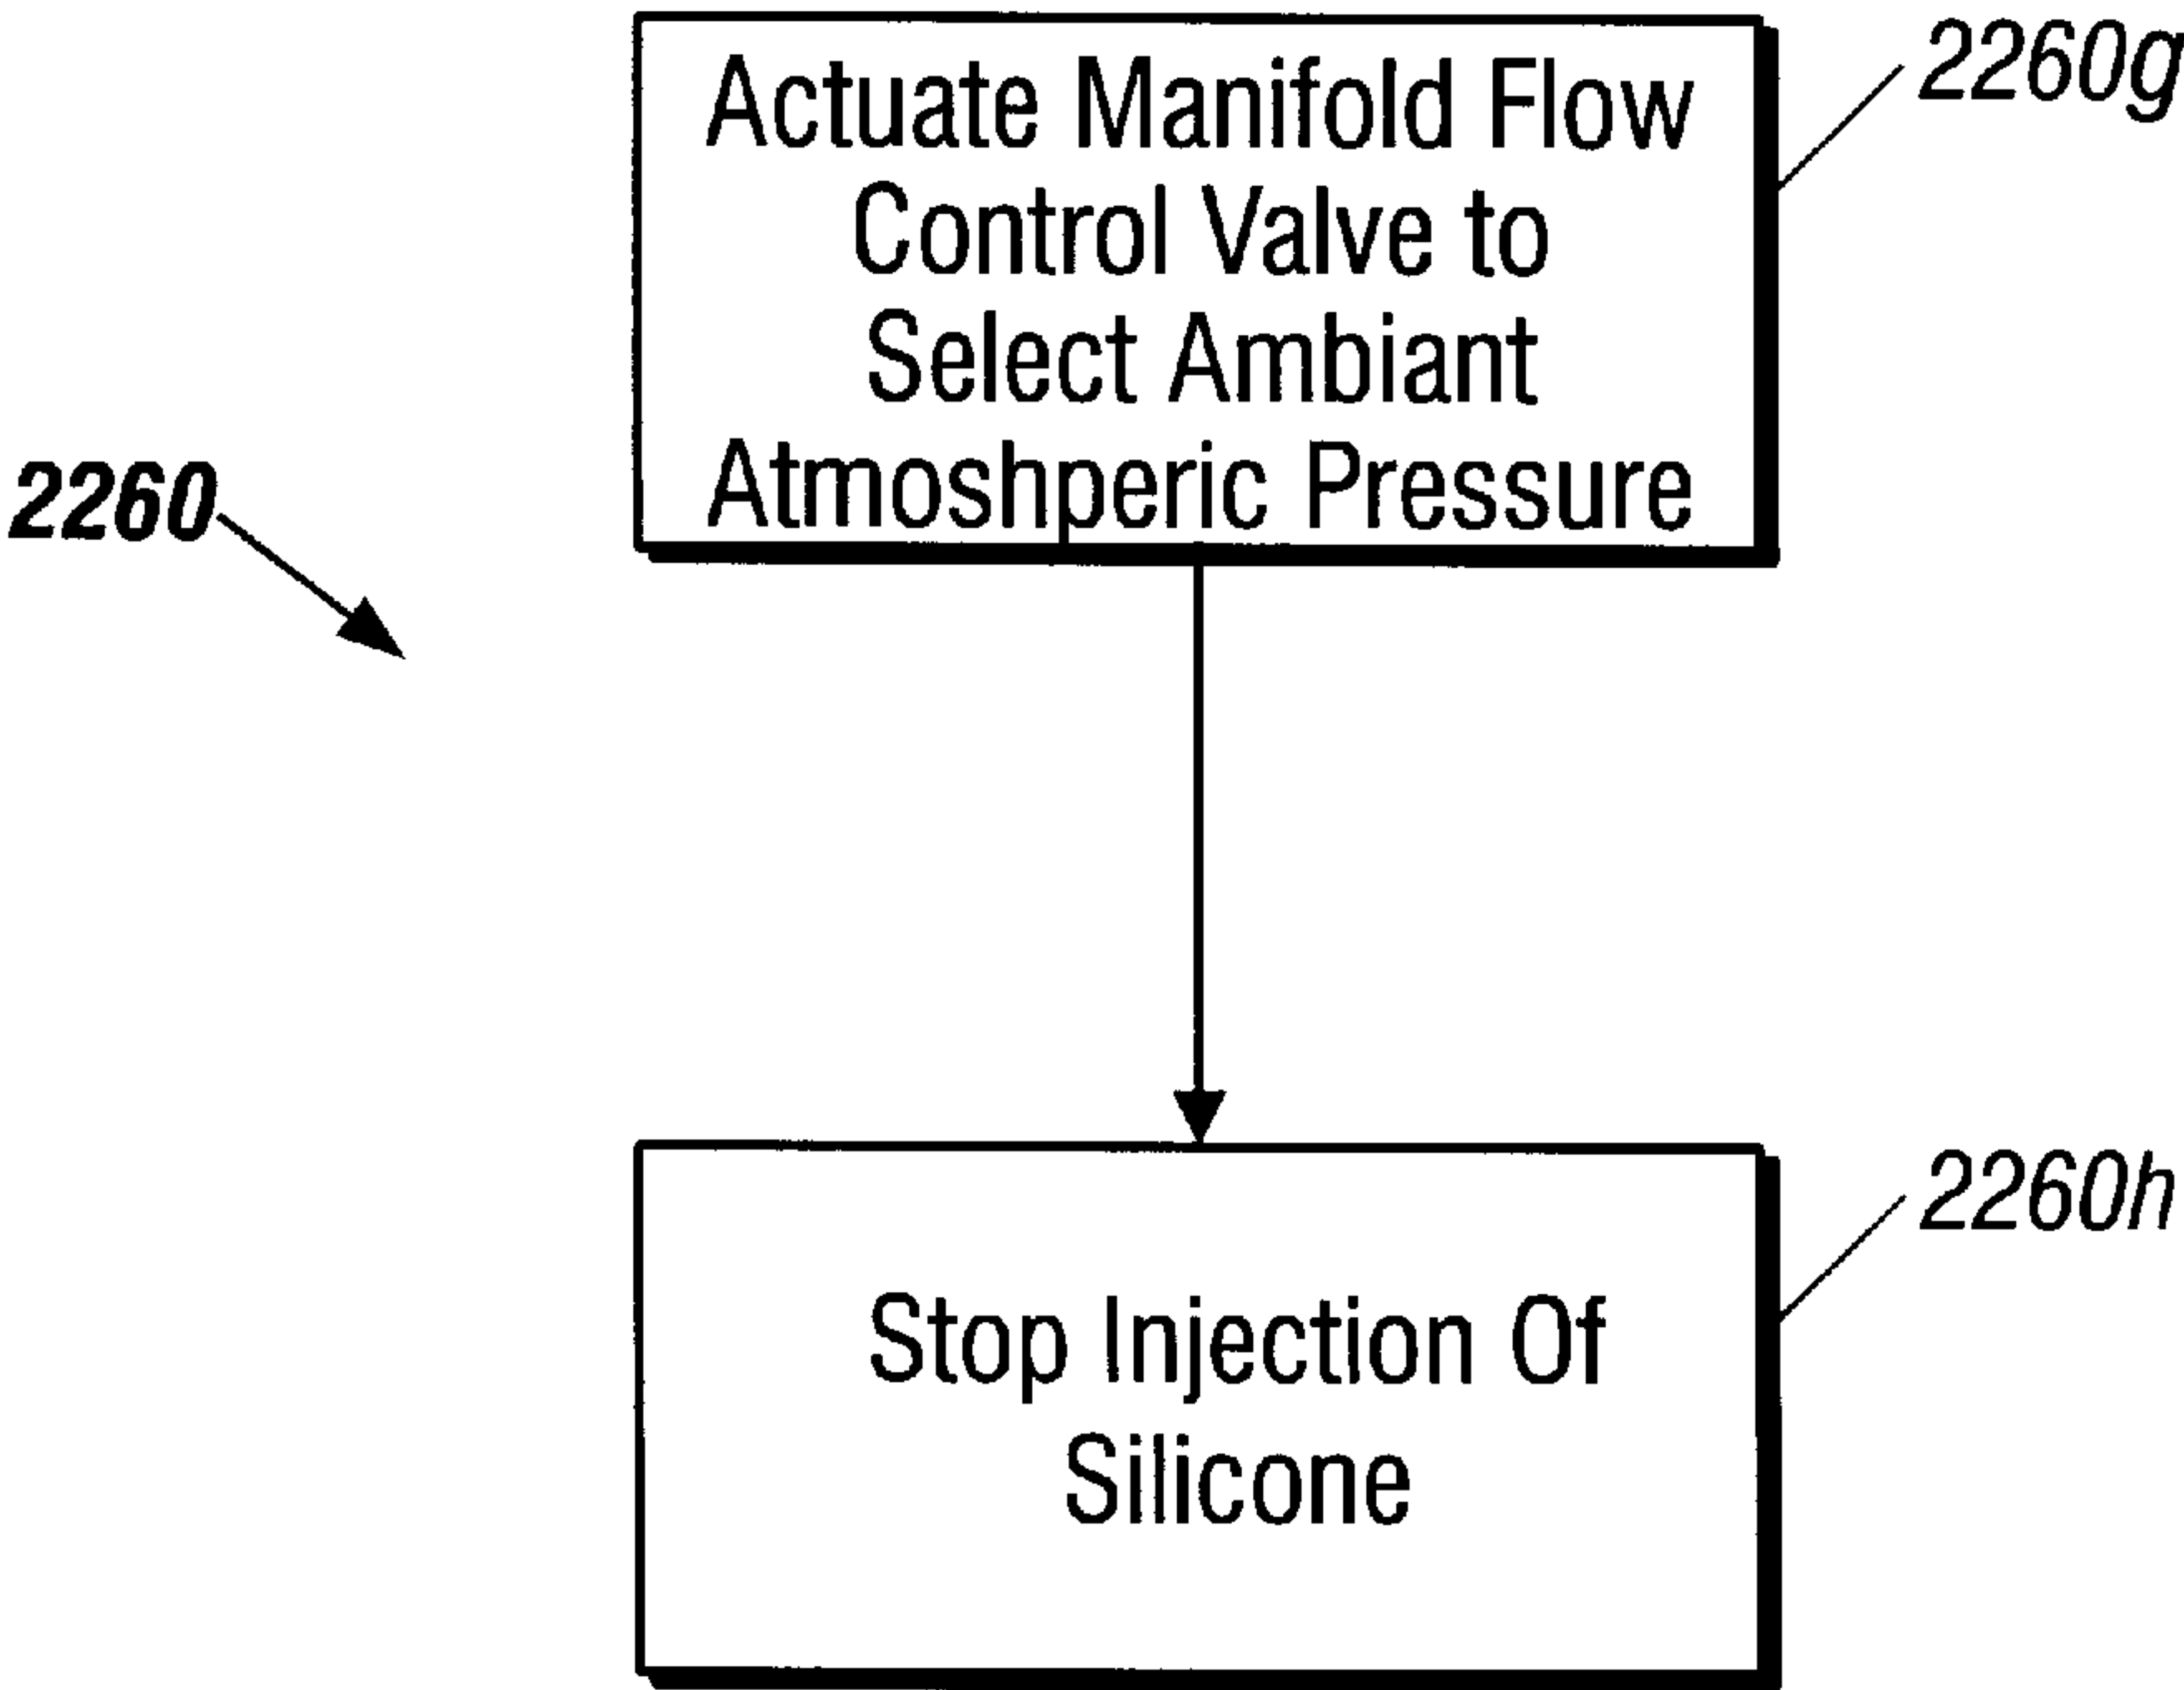 Actuate Manifold Flow
Control Valve to
Select Ambiant
Atmoshperic Pressure
2260g
2260
Stop Injection Of
Silicone
2260h